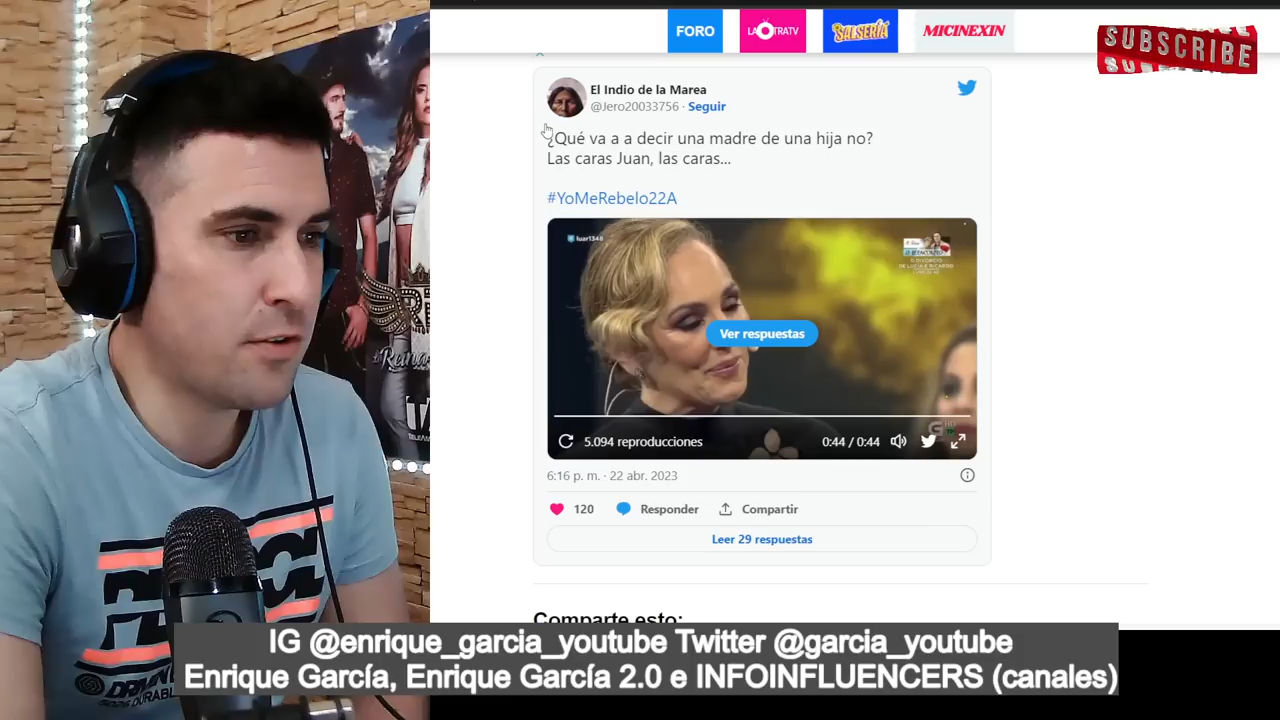 FORO
LA OTRATV
SALSERÍA
MICINEXIN
SUBSCRIBE
El Indio de la Marea
@Jero20033756 · Seguir
¿Qué va a a decir una madre de una hija no?
Las caras Juan, las caras...
#YoMeRebelo22A
luar1348
Ver respuestas
5.094 reproducciones
0:44 / 0:44
6:16 p. m. · 22 abr. 2023
120
Responder
Compartir
Leer 29 respuestas
Comparte esto:
IG @enrique_garcia_youtube Twitter @garcia_youtube
Enrique García, Enrique García 2.0 e INFOINFLUENCERS (canales)